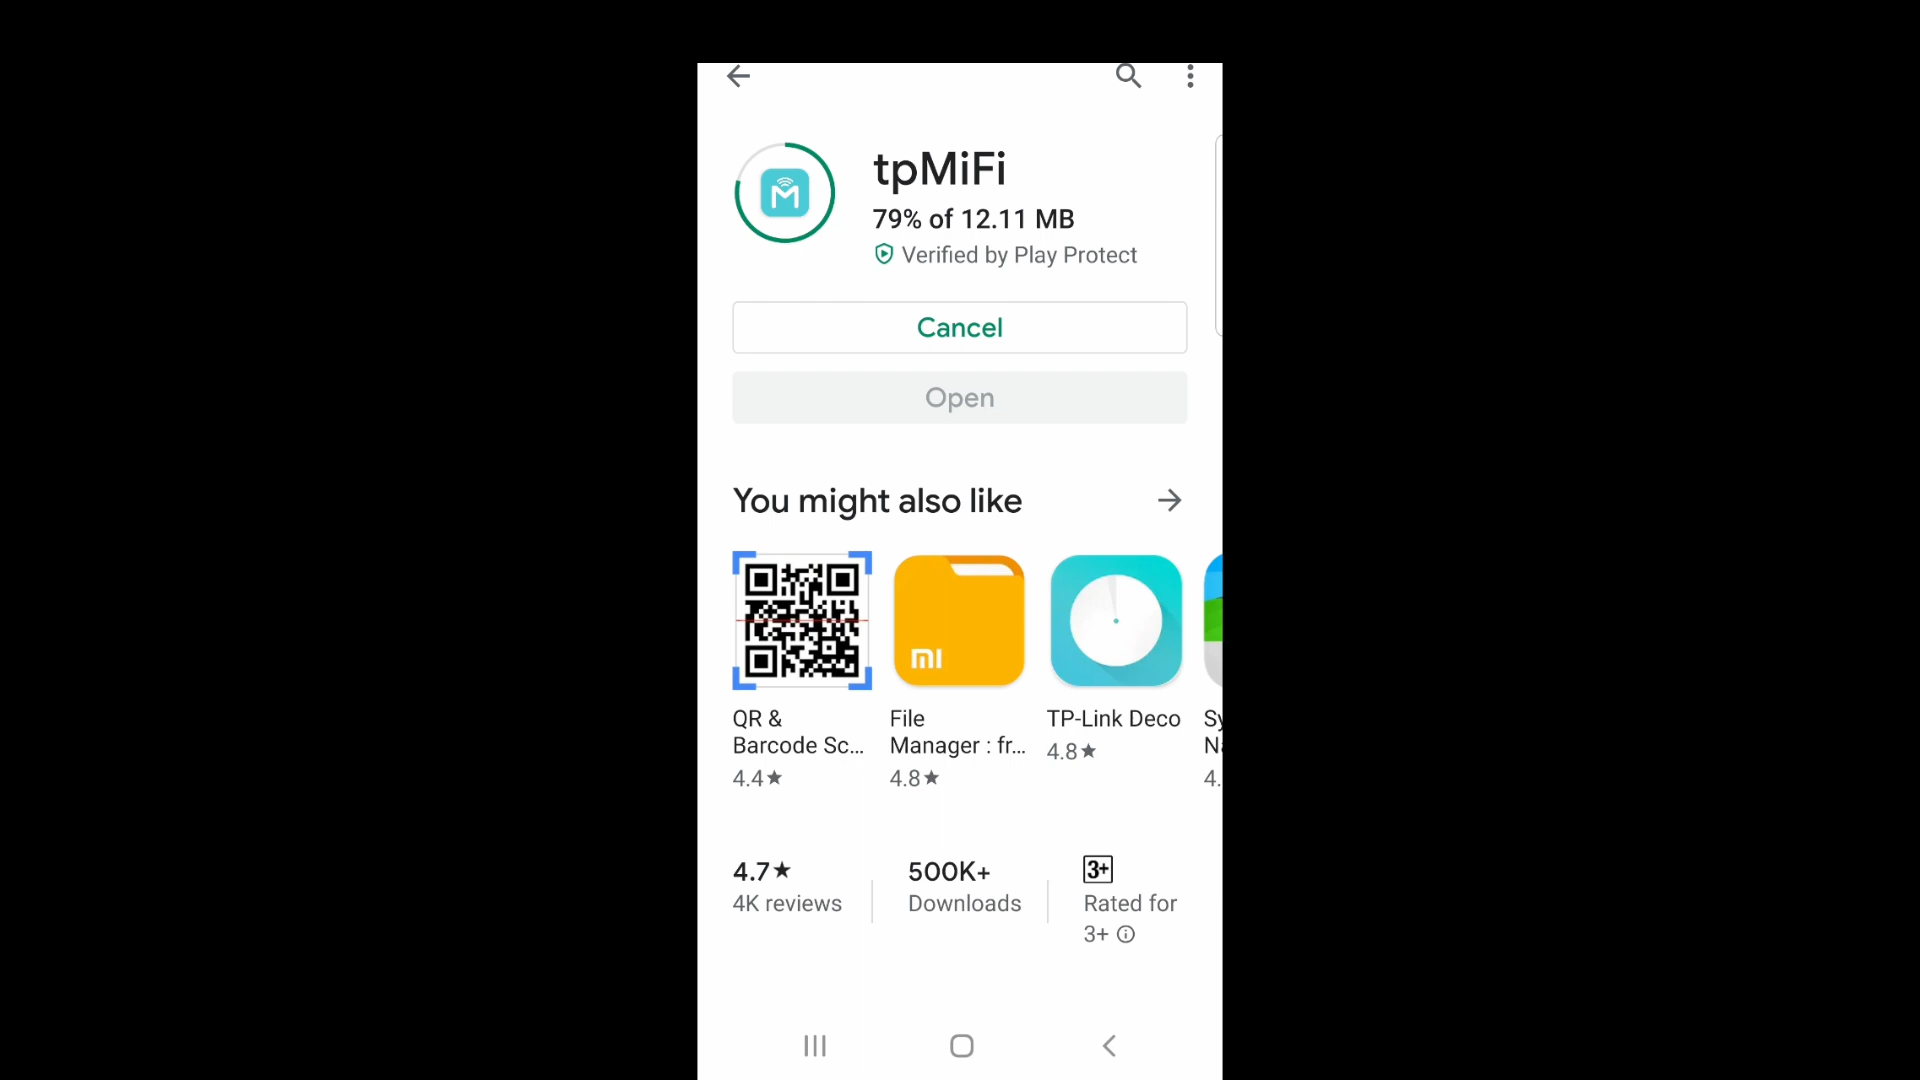 tpMiFi
79% of 12.11 MB
Verified by Play Protect
Cancel
Open
You might also like
QR &
Barcode Sc...
4.4★
File
Manager : fr...
4.8★
TP-Link Deco
4.8★
4.7★
4K reviews
500K+
Downloads
3+
Rated for
3+